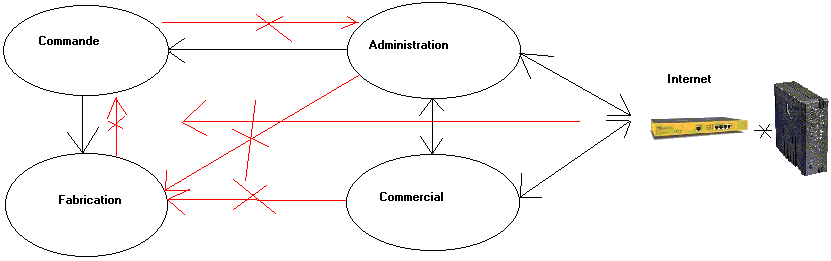 Commande
Administration
Internet
Fabrication
Commercial